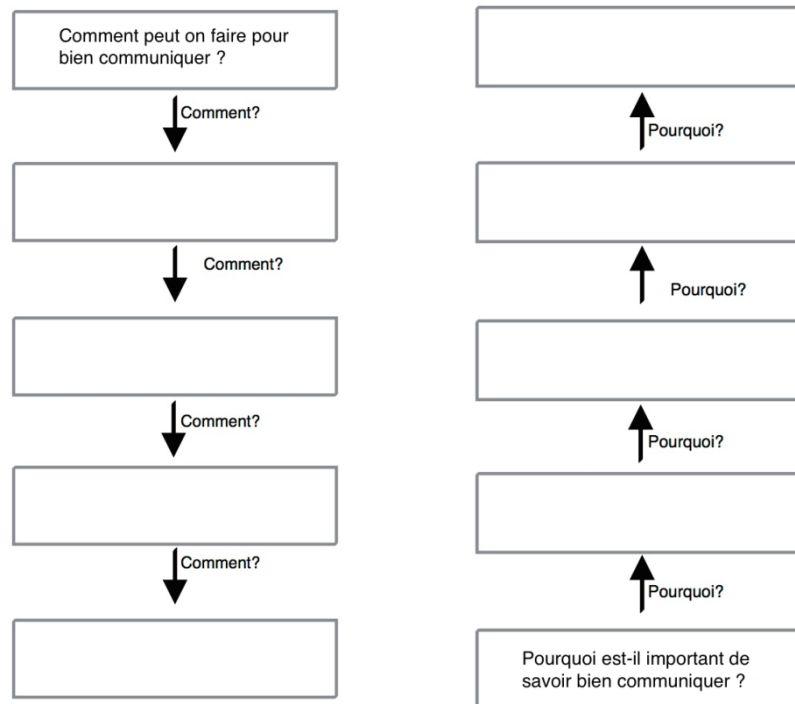 Comment peut on faire pour
bien communiquer ?
Comment?
Comment?
Comment?
Comment?
Pourquoi?
Pourquoi?
Pourquoi?
Pourquoi?
Pourquoi est-il important de
savoir bien communiquer ?